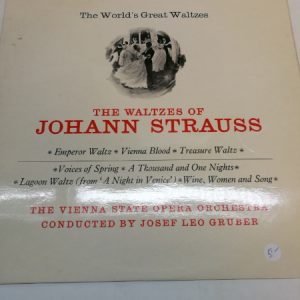 The World's Great Waltzes
THE WALTZES OF
JOHANN STRAUSS
* Emperor Waltz * Vienna Blood * Treasure Waltz *
* Voices of Spring * A Thousand and One Nights *
* Lagoon Waltz (from 'A Night in Venice') * Wine, Women and Song *
THE VIENNA STATE OPERA ORCHESTRA
CONDUCTED BY JOSEF LEO GRUBER